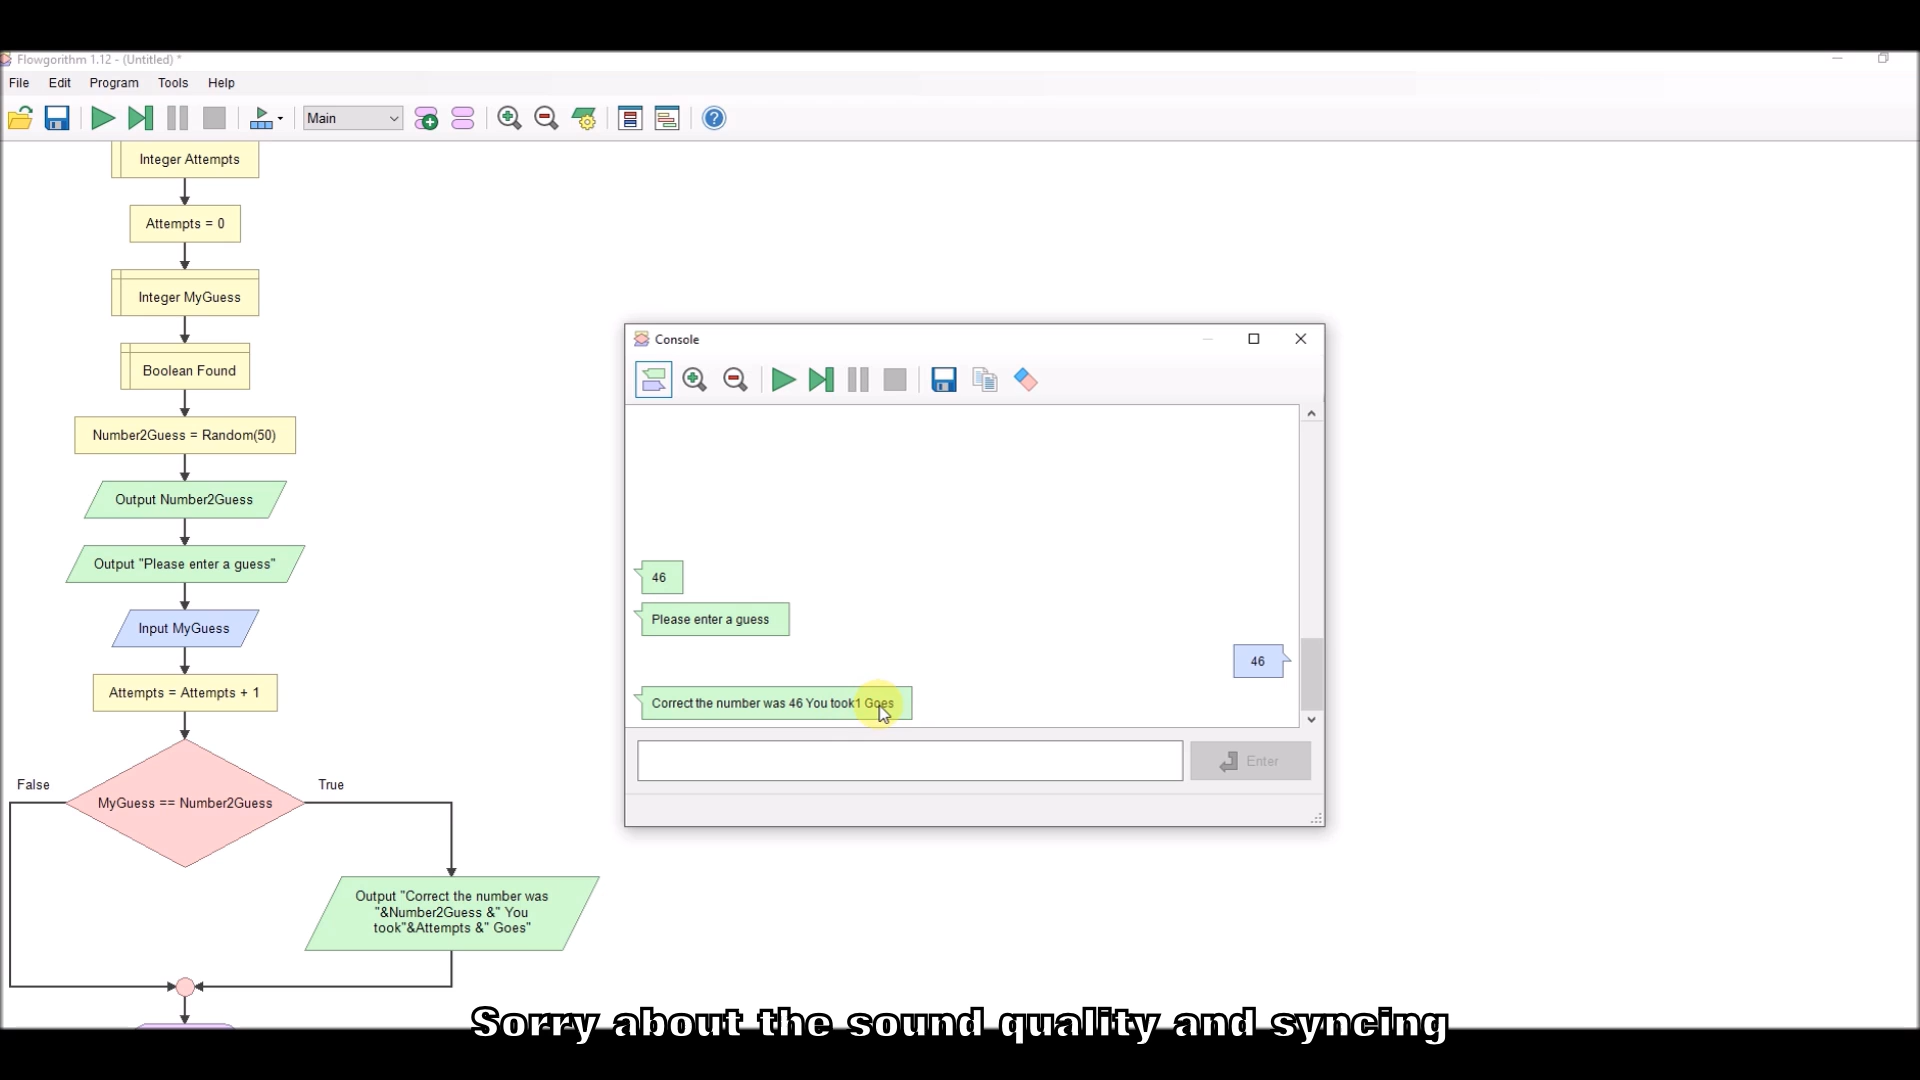 Flowgorithm 1.12 - (Untitled) *
File Edit Program Tools Help
Main
Integer Attempts
Attempts = 0
Integer MyGuess
Boolean Found
Number2Guess = Random(50)
Output Number2Guess
Output "Please enter a guess"
Input MyGuess
Attempts = Attempts + 1
False
True
MyGuess == Number2Guess
Output "Correct the number was
"&Number2Guess &" You
took"&Attempts &" Goes"
Console
46
Please enter a guess
46
Correct the number was 46 You took1 Goes
Enter
Sorry about the sound quality and syncing